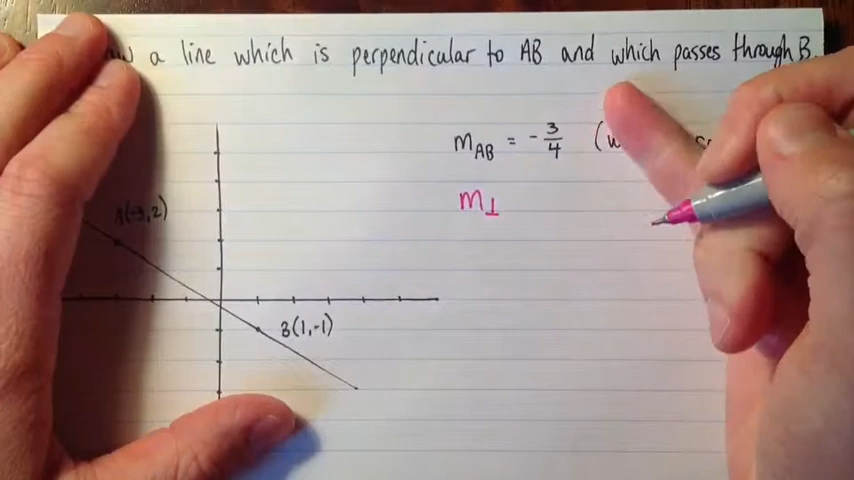 a line which is perpendicular to AB and which passes through B.
m_AB = -3/4
m⊥
A(-3,2)
B(1,-1)